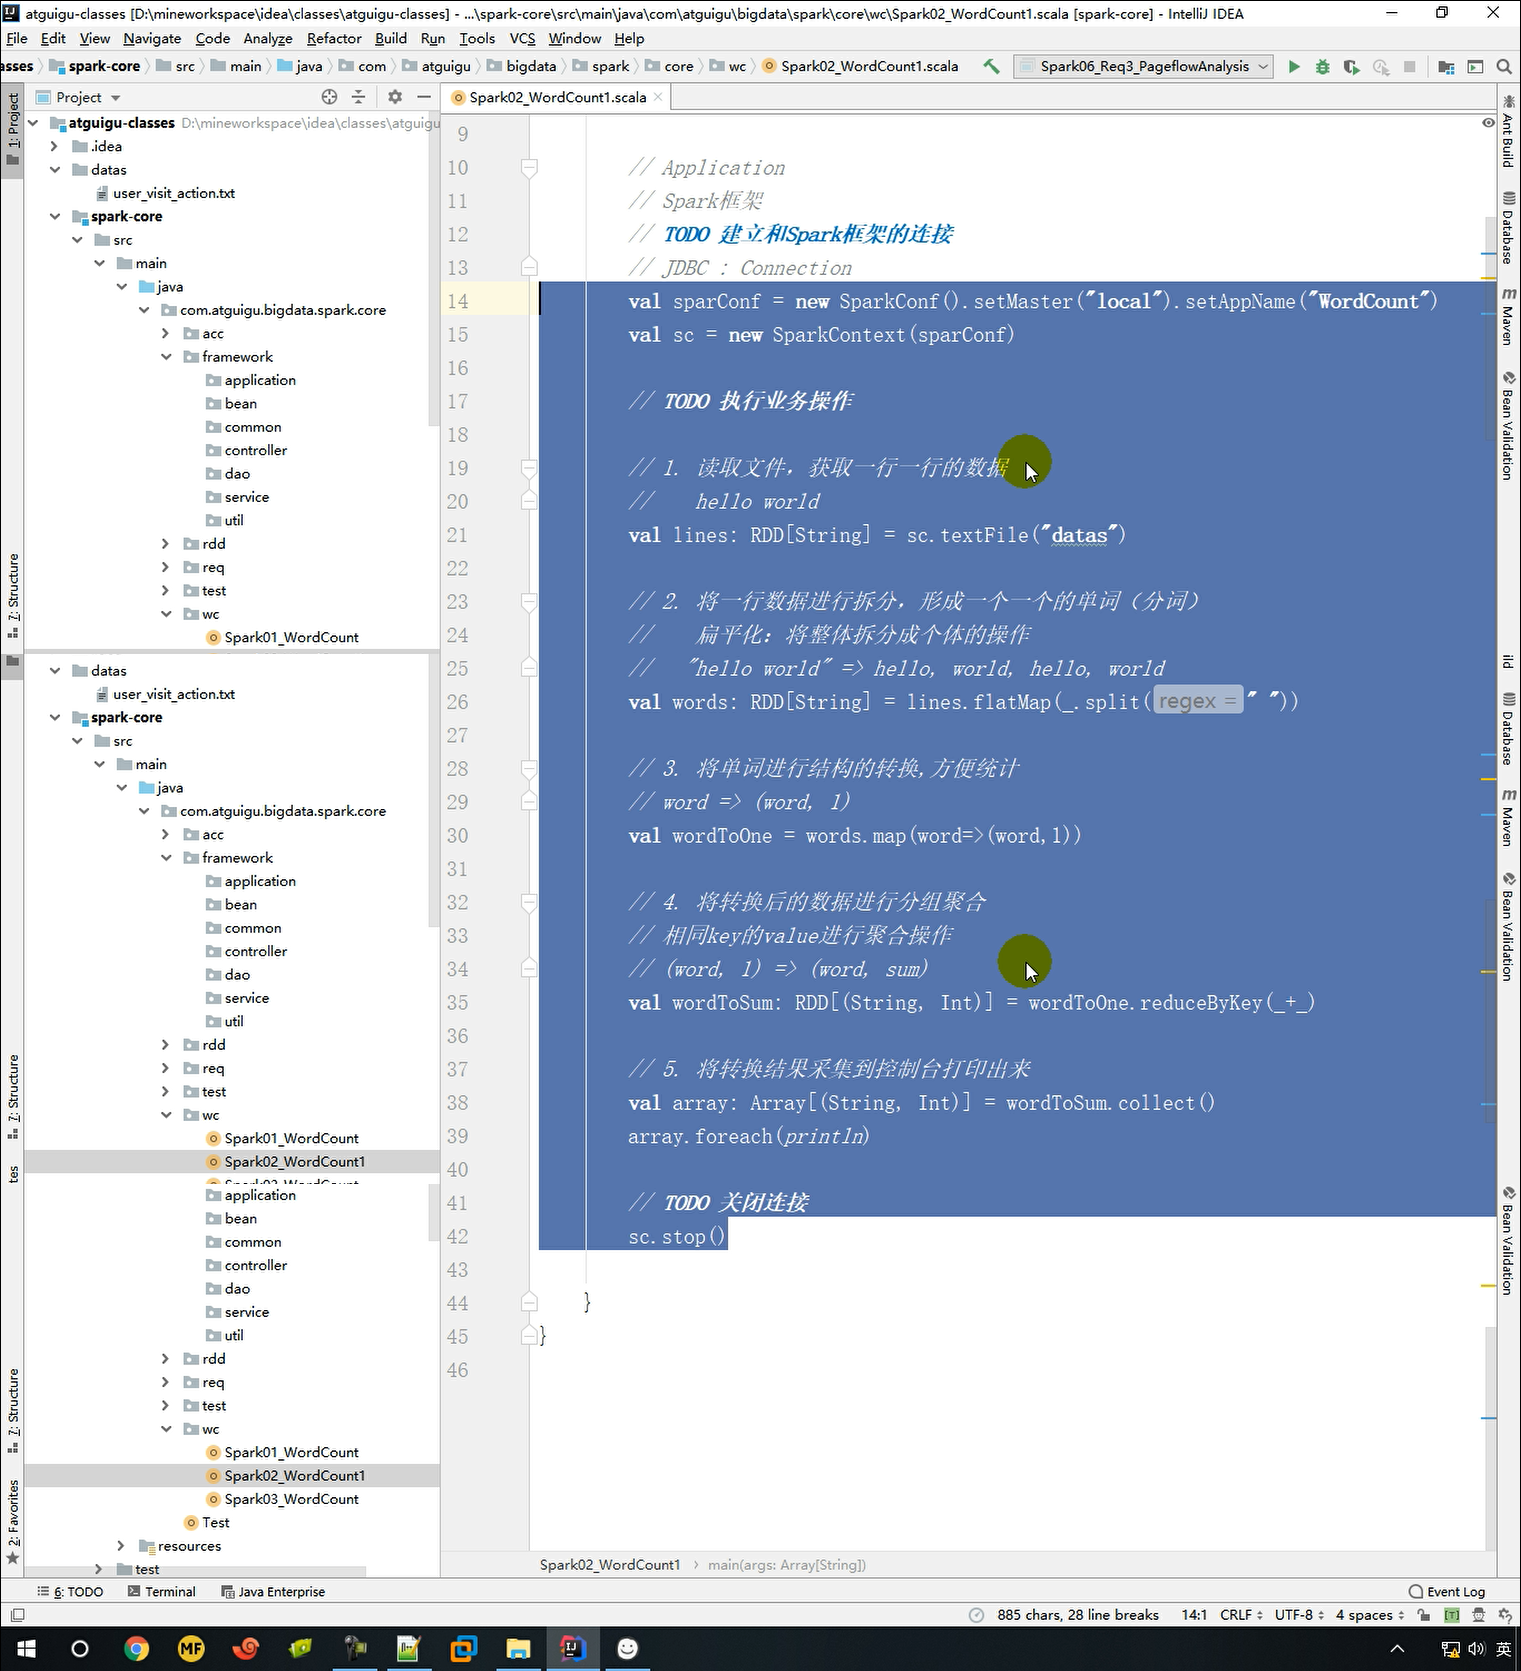 atguigu-classes [D:\mineworkspace\idea\classes\atguigu-classes] - ...\spark-core\src\main\java\com\atguigu\bigdata\spark\core\wc\Spark02_WordCount1.scala [spark-core] - IntelliJ IDEA
File Edit View Navigate Code Analyze Refactor Build Run Tools VCS Window Help
asses spark-core src main java com atguigu bigdata spark core wc Spark02_WordCount1.scala Spark06_Req3_PageflowAnalysis
Project
Spark02_WordCount1.scala
1: Project
atguigu-classes D:\mineworkspace\idea\classes\atguigu
.idea
datas
user_visit_action.txt
spark-core
src
main
java
com.atguigu.bigdata.spark.core
acc
framework
application
bean
common
controller
dao
service
util
rdd
req
test
wc
Spark01_WordCount
7: Structure
datas
user_visit_action.txt
spark-core
src
main
java
com.atguigu.bigdata.spark.core
acc
framework
application
bean
common
controller
dao
service
util
rdd
req
test
wc
Spark01_WordCount
Spark02_WordCount1
7: Structure
tes
application
bean
common
controller
dao
service
util
rdd
req
test
wc
Spark01_WordCount
Spark02_WordCount1
Spark03_WordCount
Test
resources
test
7: Structure
2: Favorites
9
10 // Application
11 // Spark框架
12 // TODO 建立和Spark框架的连接
13 // JDBC : Connection
14 val sparConf = new SparkConf().setMaster("local").setAppName("WordCount")
15 val sc = new SparkContext(sparConf)
16
17 // TODO 执行业务操作
18
19 // 1. 读取文件，获取一行一行的数据
20 // hello world
21 val lines: RDD[String] = sc.textFile("datas")
22
23 // 2. 将一行数据进行拆分，形成一个一个的单词（分词）
24 // 扁平化：将整体拆分成个体的操作
25 // "hello world" => hello, world, hello, world
26 val words: RDD[String] = lines.flatMap(_.split( regex = " "))
27
28 // 3. 将单词进行结构的转换,方便统计
29 // word => (word, 1)
30 val wordToOne = words.map(word=>(word,1))
31
32 // 4. 将转换后的数据进行分组聚合
33 // 相同key的value进行聚合操作
34 // (word, 1) => (word, sum)
35 val wordToSum: RDD[(String, Int)] = wordToOne.reduceByKey(_+_)
36
37 // 5. 将转换结果采集到控制台打印出来
38 val array: Array[(String, Int)] = wordToSum.collect()
39 array.foreach(println)
40
41 // TODO 关闭连接
42 sc.stop()
43
44 }
45 }
46
Ant Build
Database
m Maven
Bean Validation
iid
Database
m Maven
Bean Validation
Bean Validation
Spark02_WordCount1 main(args: Array[String])
6: TODO Terminal Java Enterprise Event Log
885 chars, 28 line breaks 14:1 CRLF UTF-8 4 spaces
英